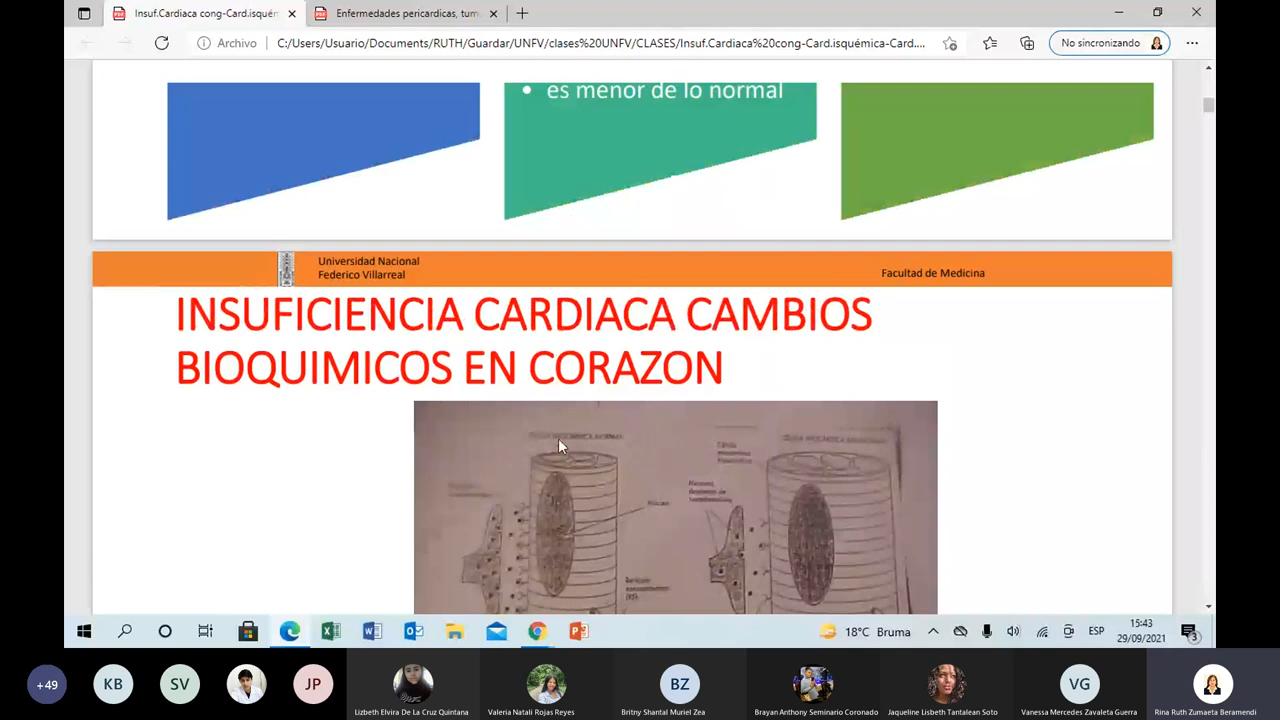 Insuf.Cardiaca cong-Card.isquém
Enfermedades pericardicas, tum
Archivo
C:/Users/Usuario/Documents/RUTH/Guardar/UNFV/clases%20UNFV/CLASES/Insuf.Cardiaca%20cong-Card.isquémica-Card....
No sincronizando
• es menor de lo normal
Universidad Nacional
Federico Villarreal
Facultad de Medicina
INSUFICIENCIA CARDIACA CAMBIOS
BIOQUIMICOS EN CORAZON
18°C Bruma
ESP
15:43
29/09/2021
3
+49
KB
SV
JP
BZ
VG
Lizbeth Elvira De La Cruz Quintana
Valeria Natali Rojas Reyes
Britny Shantal Muriel Zea
Brayan Anthony Seminario Coronado
Jaqueline Lisbeth Tantalean Soto
Vanessa Mercedes Zavaleta Guerra
Rina Ruth Zumaeta Beramendi